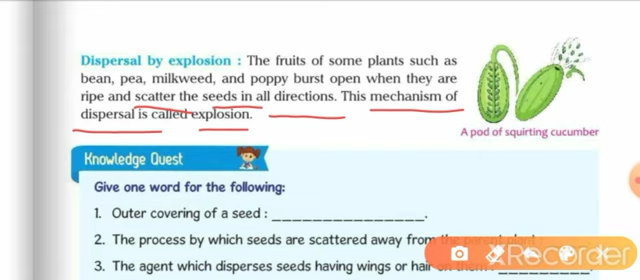 Dispersal by explosion : The fruits of some plants such as
bean, pea, milkweed, and poppy burst open when they are
ripe and scatter the seeds in all directions. This mechanism of
dispersal is called explosion.
A pod of squirting cucumber
Knowledge Quest
Give one word for the following:
1. Outer covering of a seed : _______________.
2. The process by which seeds are scattered away from the parent plant :
3. The agent which disperses seeds having wings or hair on them : __________
XRecorder